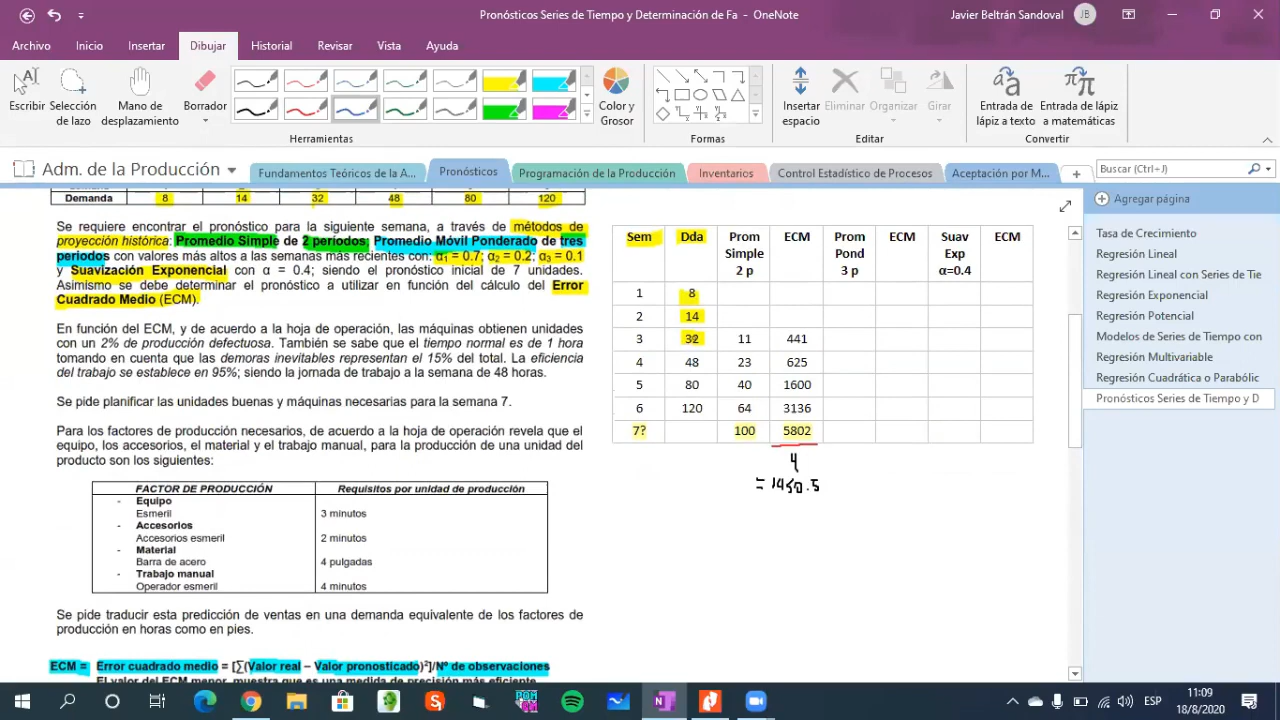 Pronósticos Series de Tiempo y Determinación de Fa - OneNote
Javier Beltrán Sandoval JB
Archivo Inicio Insertar Dibujar Historial Revisar Vista Ayuda
Escribir Selección de lazo Mano de desplazamiento Borrador Color y Grosor Insertar espacio Eliminar Organizar Girar Entrada de lápiz a texto Entrada de lápiz a matemáticas
Herramientas Formas Editar Convertir
Adm. de la Producción Fundamentos Teóricos de la A... Pronósticos Programación de la Producción Inventarios Control Estadístico de Procesos Aceptación por M... Buscar (Ctrl+J)
Demanda 8 14 32 48 80 120
Se requiere encontrar el pronóstico para la siguiente semana, a través de métodos de
proyección histórica: Promedio Simple de 2 periodos; Promedio Móvil Ponderado de tres
periodos con valores más altos a las semanas más recientes con: α1 = 0.7; α2 = 0.2; α3 = 0.1
y Suavización Exponencial con α = 0.4; siendo el pronóstico inicial de 7 unidades.
Asimismo se debe determinar el pronóstico a utilizar en función del cálculo del Error
Cuadrado Medio (ECM).
En función del ECM, y de acuerdo a la hoja de operación, las máquinas obtienen unidades
con un 2% de producción defectuosa. También se sabe que el tiempo normal es de 1 hora
tomando en cuenta que las demoras inevitables representan el 15% del total. La eficiencia
del trabajo se establece en 95%; siendo la jornada de trabajo a la semana de 48 horas.
Se pide planificar las unidades buenas y máquinas necesarias para la semana 7.
Para los factores de producción necesarios, de acuerdo a la hoja de operación revela que el
equipo, los accesorios, el material y el trabajo manual, para la producción de una unidad del
producto son los siguientes:
FACTOR DE PRODUCCIÓN Requisitos por unidad de producción
- Equipo
Esmeril 3 minutos
- Accesorios
Accesorios esmeril 2 minutos
- Material
Barra de acero 4 pulgadas
- Trabajo manual
Operador esmeril 4 minutos
Se pide traducir esta predicción de ventas en una demanda equivalente de los factores de
producción en horas como en pies.
ECM = Error cuadrado medio = [∑(Valor real – Valor pronosticado)²]/Nº de observaciones
El valor del ECM menor, muestra que es una medida de precisión más eficiente
Sem Dda Prom Simple 2 p ECM Prom Pond 3 p ECM Suav Exp α=0.4 ECM
1 8
2 14
3 32 11 441
4 48 23 625
5 80 40 1600
6 120 64 3136
7? 100 5802
4
= 1450.5
Agregar página
Tasa de Crecimiento
Regresión Lineal
Regresión Lineal con Series de Tie
Regresión Exponencial
Regresión Potencial
Modelos de Series de Tiempo con
Regresión Multivariable
Regresión Cuadrática o Parabólic
Pronósticos Series de Tiempo y D
ESP 11:09
18/8/2020